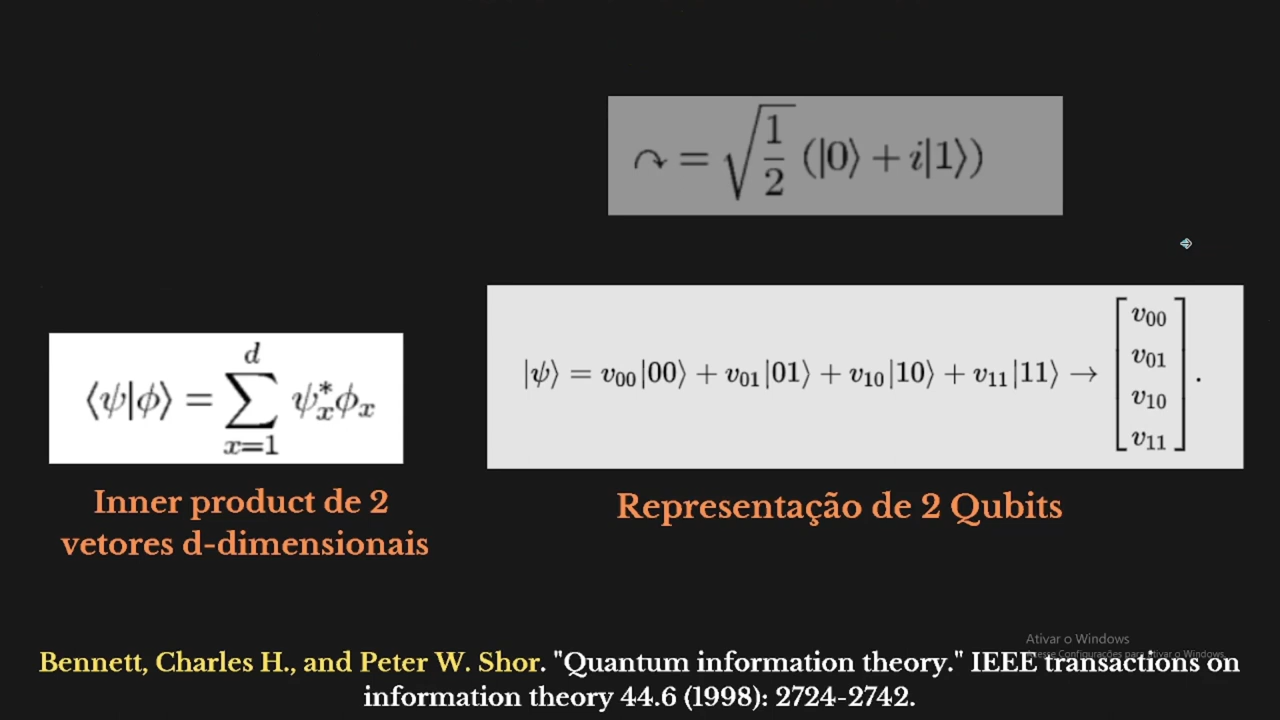 ↷ = √(1/2) (|0⟩ + i|1⟩)
⟨ψ|ϕ⟩ = ∑_{x=1}^{d} ψ*_x ϕ_x
|ψ⟩ = v₀₀|00⟩ + v₀₁|01⟩ + v₁₀|10⟩ + v₁₁|11⟩ → [v₀₀ v₀₁ v₁₀ v₁₁].
Inner product de 2
vetores d-dimensionais
Representação de 2 Qubits
Ativar o Windows
Acesse Configurações para ativar o Windows.
Bennett, Charles H., and Peter W. Shor. "Quantum information theory." IEEE transactions on
information theory 44.6 (1998): 2724-2742.